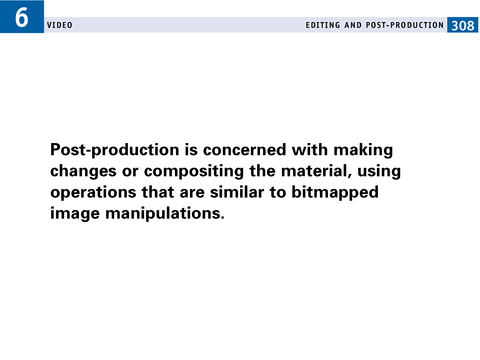 6
VIDEO
EDITING AND POST-PRODUCTION 308
Post-production is concerned with making
changes or compositing the material, using
operations that are similar to bitmapped
image manipulations.